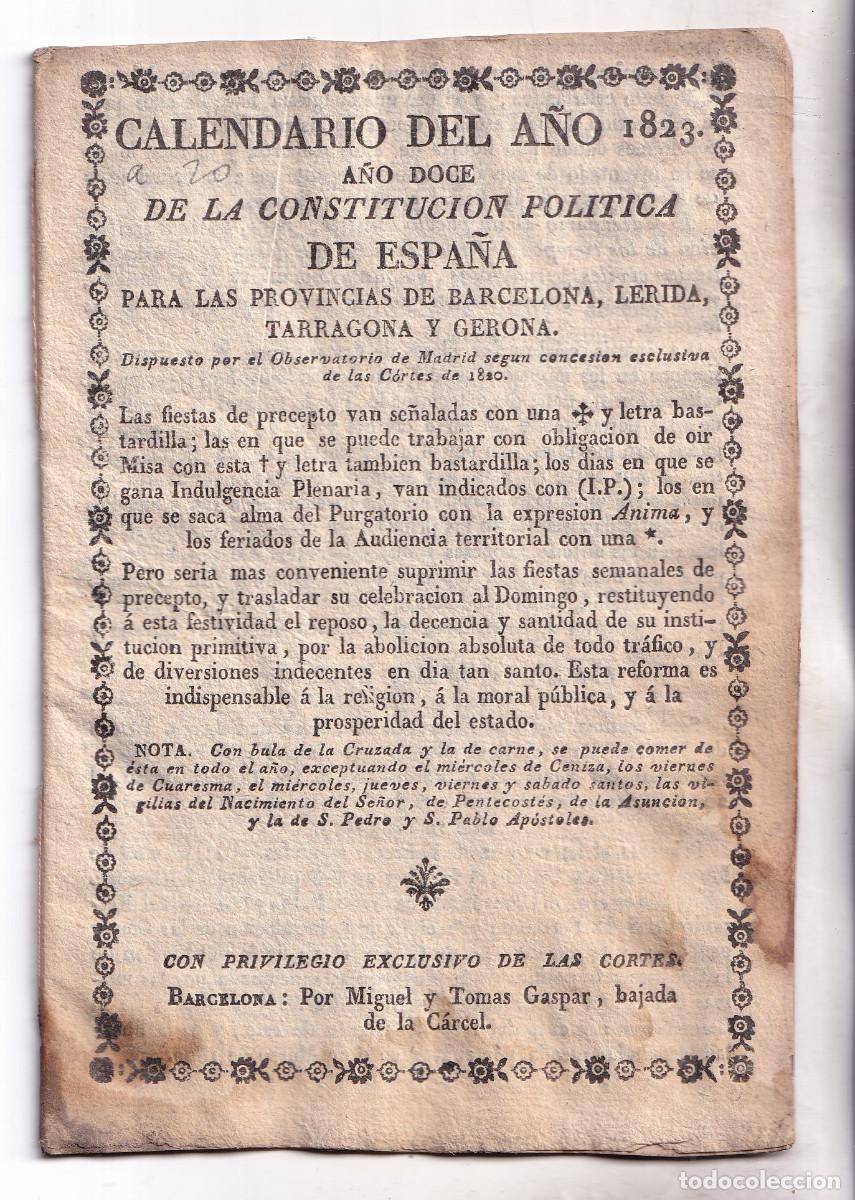 CALENDARIO DEL AÑO 1823.
a 20
AÑO DOCE
DE LA CONSTITUCION POLITICA
DE ESPAÑA
PARA LAS PROVINCIAS DE BARCELONA, LERIDA,
TARRAGONA Y GERONA.
Dispuesto por el Observatorio de Madrid segun concesion esclusiva
de las Córtes de 1820.
Las fiestas de precepto van señaladas con una ✠ y letra bas-
tardilla; las en que se puede trabajar con obligacion de oir
Misa con esta † y letra tambien bastardilla; los dias en que se
gana Indulgencia Plenaria, van indicados con (I.P.); los en
que se saca alma del Purgatorio con la expresion Ánima, y
los feriados de la Audiencia territorial con una *.
Pero seria mas conveniente suprimir las fiestas semanales de
precepto, y trasladar su celebracion al Domingo, restituyendo
á esta festividad el reposo, la decencia y santidad de su insti-
tucion primitiva, por la abolicion absoluta de todo tráfico, y
de diversiones indecentes en dia tan santo. Esta reforma es
indispensable á la religion, á la moral pública, y á la
prosperidad del estado.
NOTA. Con bula de la Cruzada y la de carne, se puede comer de
ésta en todo el año, exceptuando el miércoles de Ceniza, los viernes
de Cuaresma, el miércoles, jueves, viernes y sabado santos, las vi-
gilias del Nacimiento del Señor, de Pentecostés, de la Asuncion,
y la de S. Pedro y S. Pablo Apóstoles.
CON PRIVILEGIO EXCLUSIVO DE LAS CORTES.
BARCELONA: Por Miguel y Tomas Gaspar, bajada
de la Cárcel.
todocoleccion